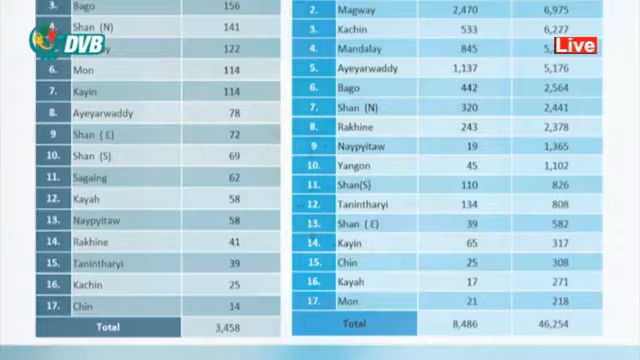 DVB
Live
3. Bago 156
4. Shan (N) 141
122
6. Mon 114
7. Kayin 114
8. Ayeyarwaddy 78
9 Shan ( E) 72
10. Shan (S) 69
11. Sagaing 62
12. Kayah 58
13. Naypyitaw 58
14. Rakhine 41
15. Tanintharyi 39
16. Kachin 25
17. Chin 14
Total 3,458
2. Magway 2,470 6,975
3. Kachin 533 6,227
4. Mandalay 845
5. Ayeyarwaddy 1,137 5,176
6. Bago 442 2,564
7. Shan (N) 320 2,441
8. Rakhine 243 2,378
9 Naypyitaw 19 1,365
10. Yangon 45 1,102
11. Shan(S) 110 826
12. Tanintharyi 134 808
13. Shan ( E) 39 582
14. Kayin 65 317
15. Chin 25 308
16. Kayah 17 271
17. Mon 21 218
Total 8,486 46,254